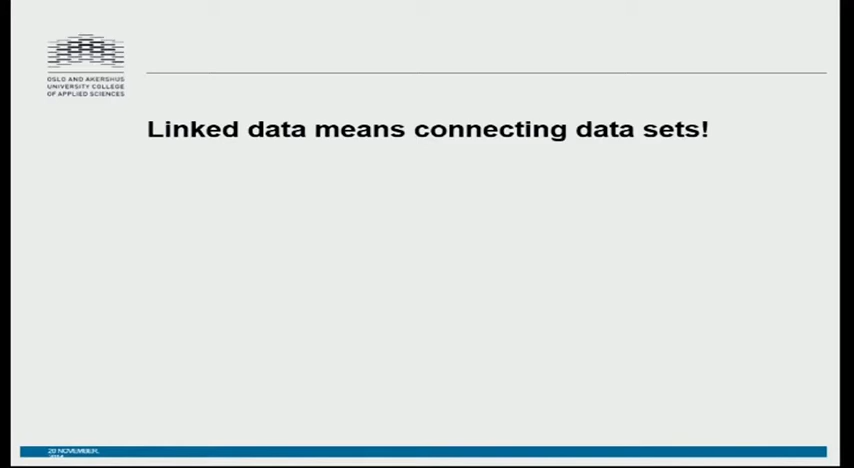 OSLO AND AKERSHUS
UNIVERSITY COLLEGE
OF APPLIED SCIENCES
Linked data means connecting data sets!
20 NOVEMBER,